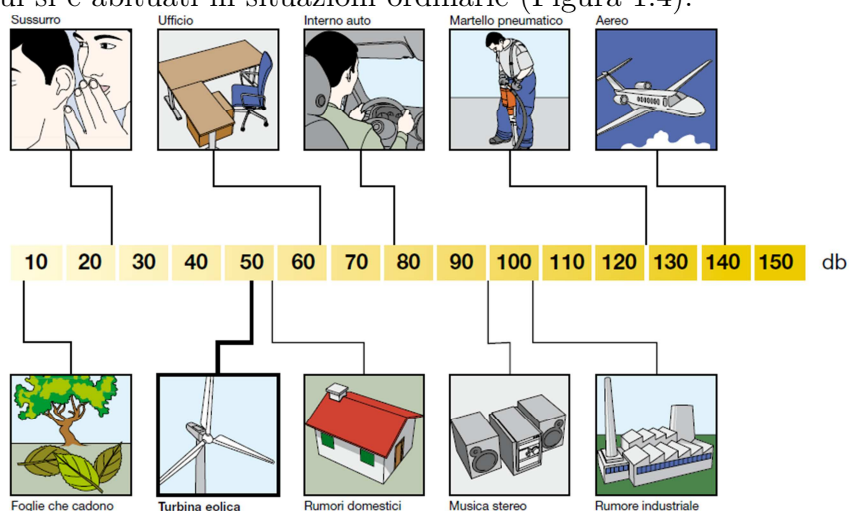 cui si è abituati in situazioni ordinarie (Figura 1.4).
Sussurro Ufficio Interno auto Martello pneumatico Aereo
10 20 30 40 50 60 70 80 90 100 110 120 130 140 150 db
Foglie che cadono Turbina eolica Rumori domestici Musica stereo Rumore industriale